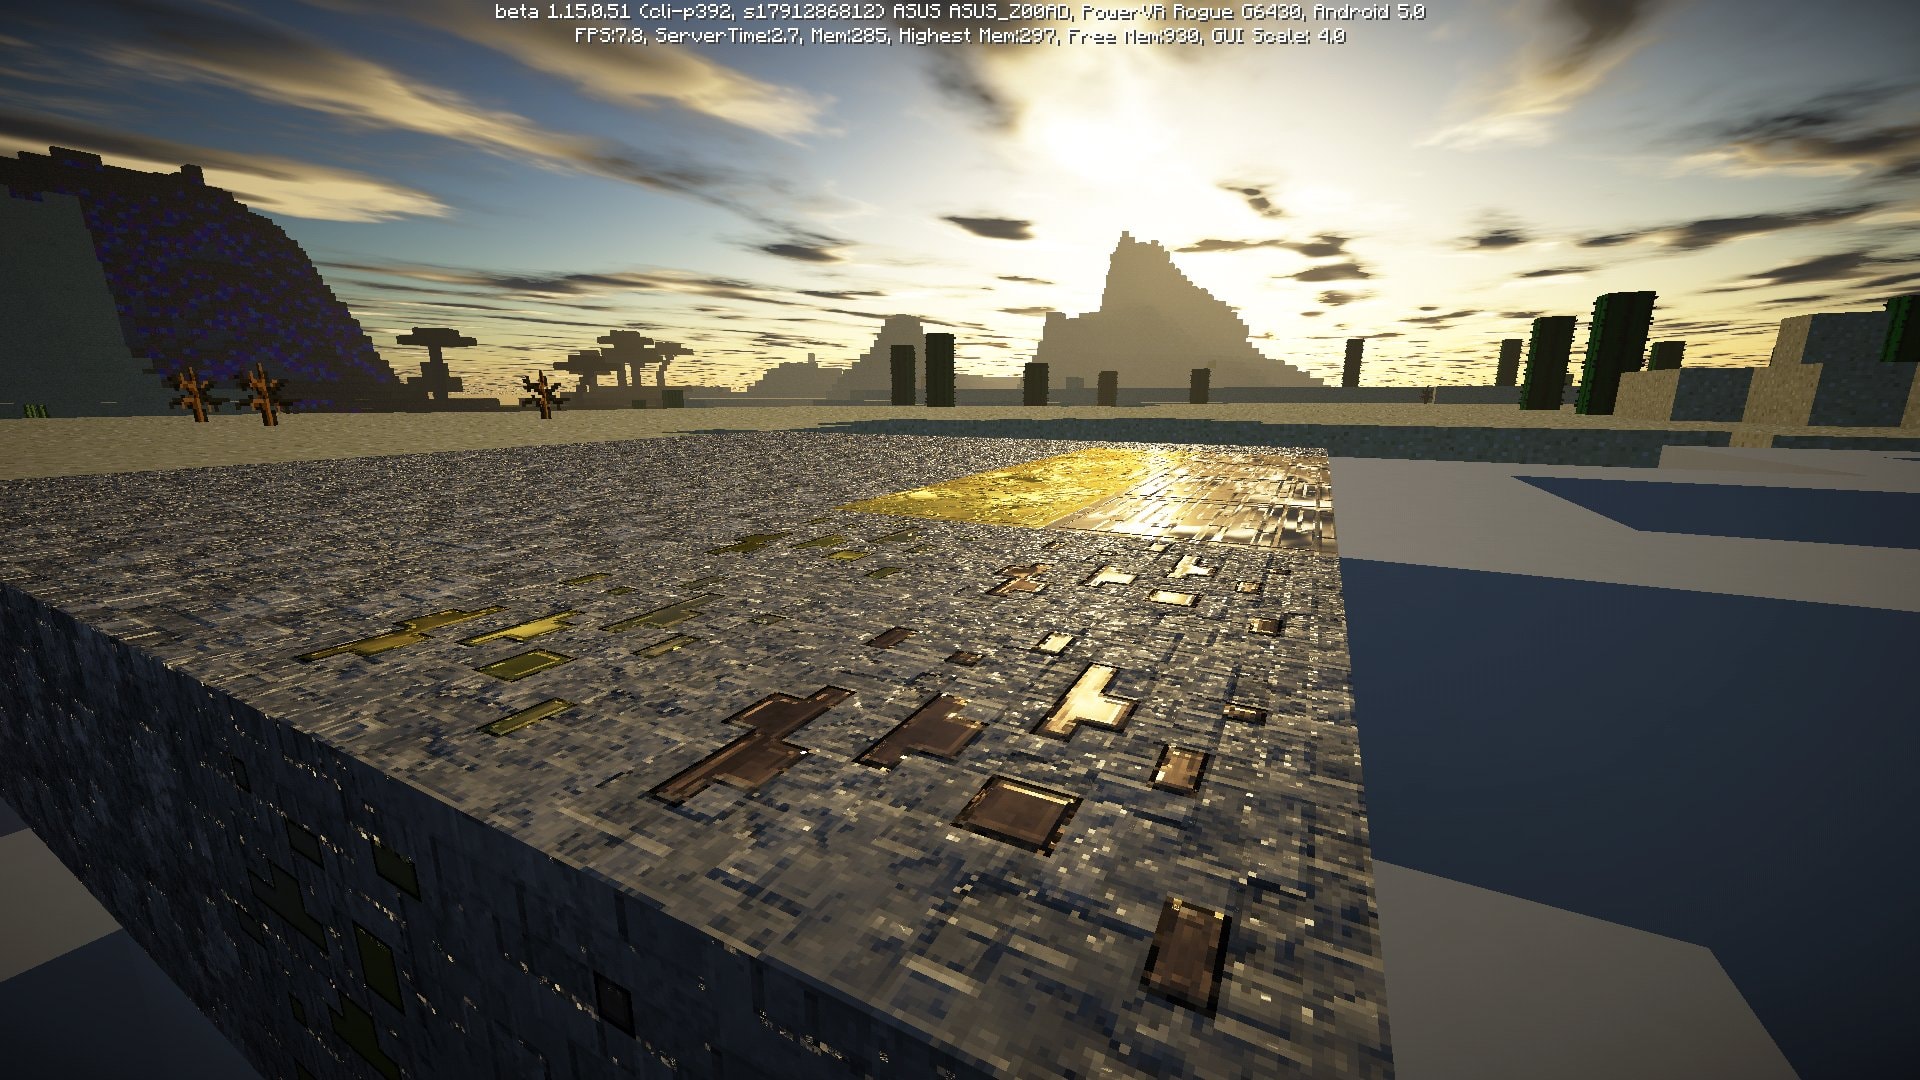 beta 1.15.0.51 (cli-p392, s1791286812) ASUS ASUS_Z00AD, PowerVR Rogue G6430, Android 5.0
FPS:7.8, ServerTime:2.7, Mem:285, Highest Mem:297, Free Mem:930, GUI Scale: 4.0